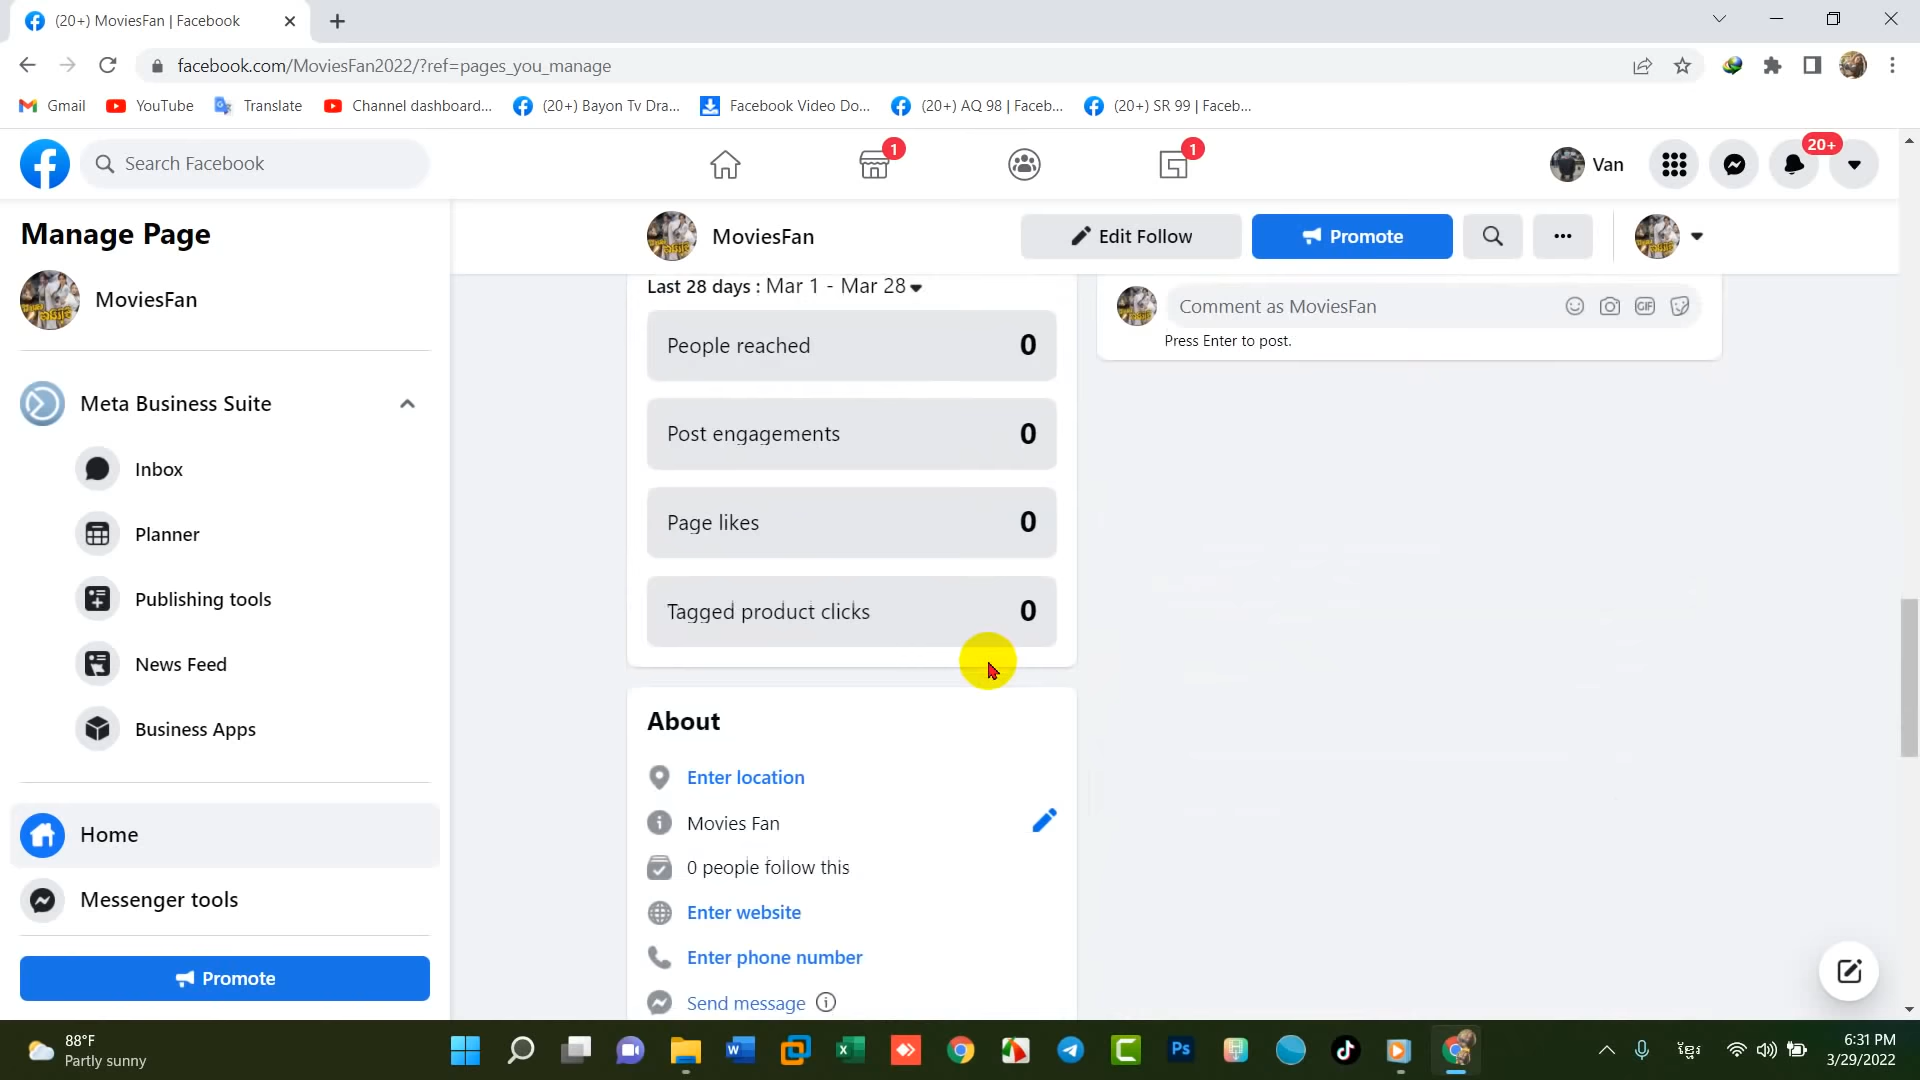 (20+) MoviesFan | Facebook
facebook.com/MoviesFan2022/?ref=pages_you_manage
Gmail
YouTube
Translate
Channel dashboard...
(20+) Bayon Tv Dra...
Facebook Video Do...
(20+) AQ 98 | Faceb...
(20+) SR 99 | Faceb...
Search Facebook
1
1
Van
20+
Manage Page
MoviesFan
Meta Business Suite
Inbox
Planner
Publishing tools
News Feed
Business Apps
Home
Messenger tools
Promote
MoviesFan
Edit Follow
Promote
Last 28 days : Mar 1 - Mar 28
People reached 0
Post engagements 0
Page likes 0
Tagged product clicks 0
About
Enter location
Movies Fan
0 people follow this
Enter website
Enter phone number
Send message
Comment as MoviesFan
GIF
Press Enter to post.
88°F
Partly sunny
Ps
ខ្មែរ
6:31 PM
3/29/2022